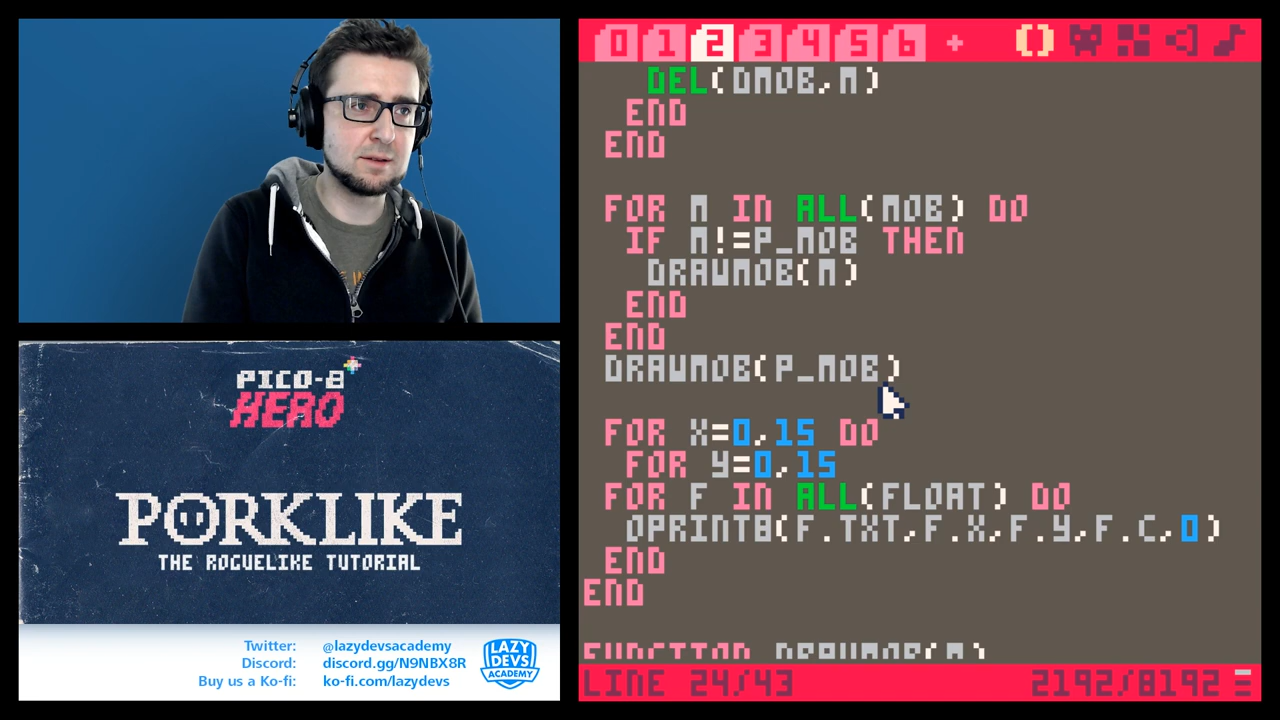 0 1 2 3 4 5 6 +
DEL(DMOB,M)
END
END
FOR M IN ALL(MOB) DO
IF M!=P_MOB THEN
DRAWMOB(M)
END
END
DRAWMOB(P_MOB)
FOR X=0,15 DO
FOR Y=0,15
FOR F IN ALL(FLOAT) DO
OPRINT8(F.TXT,F.X,F.Y,F.C,0)
END
END
FUNCTION DRAWMOB(M)
LINE 24/43
2192/8192
PICO-8
HERO
PORKLIKE
THE ROGUELIKE TUTORIAL
Twitter: @lazydevsacademy
Discord: discord.gg/N9NBX8R
Buy us a Ko-fi: ko-fi.com/lazydevs
LAZY
DEVS
ACADEMY